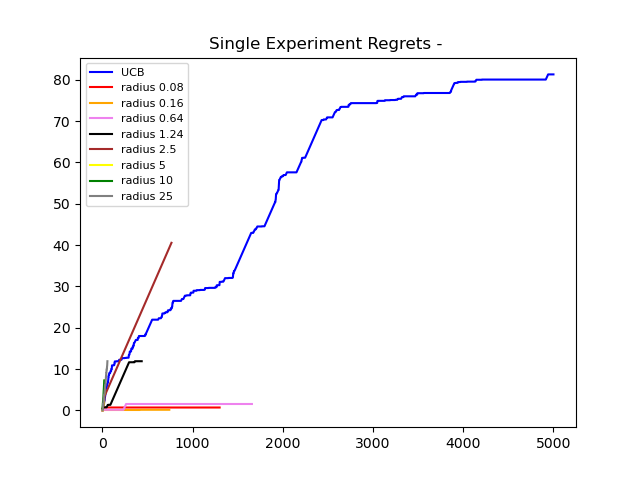 Single Experiment Regrets -
UCB
radius 0.08
radius 0.16
radius 0.64
radius 1.24
radius 2.5
radius 5
radius 10
radius 25
80
70
60
50
40
30
20
10
0
0 1000 2000 3000 4000 5000